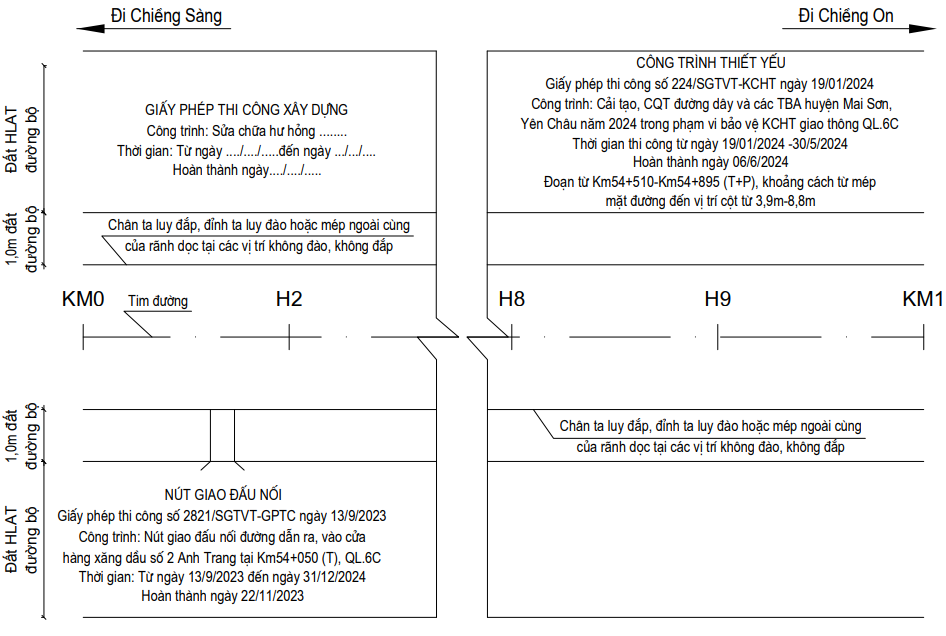 Đi Chiềng Sàng
Đi Chiềng On
Đất HLAT
đường bộ
GIẤY PHÉP THI CÔNG XÂY DỰNG
Công trình: Sửa chữa hư hỏng ........
Thời gian: Từ ngày ..../..../.....đến ngày .../.../....
Hoàn thành ngày..../..../.....
CÔNG TRÌNH THIẾT YẾU
Giấy phép thi công số 224/SGTVT-KCHT ngày 19/01/2024
Công trình: Cải tạo, CQT đường dây và các TBA huyện Mai Sơn,
Yên Châu năm 2024 trong phạm vi bảo vệ KCHT giao thông QL.6C
Thời gian thi công từ ngày 19/01/2024 -30/5/2024
Hoàn thành ngày 06/6/2024
Đoạn từ Km54+510-Km54+895 (T+P), khoảng cách từ mép
mặt đường đến vị trí cột từ 3,9m-8,8m
1,0m đất
đường bộ
Chân ta luy đắp, đỉnh ta luy đào hoặc mép ngoài cùng
của rãnh dọc tại các vị trí không đào, không đắp
KM0
Tim đường
H2
H8
H9
KM1
1,0m đất
đường bộ
Chân ta luy đắp, đỉnh ta luy đào hoặc mép ngoài cùng
của rãnh dọc tại các vị trí không đào, không đắp
Đất HLAT
đường bộ
NÚT GIAO ĐẤU NỐI
Giấy phép thi công số 2821/SGTVT-GPTC ngày 13/9/2023
Công trình: Nút giao đấu nối đường dẫn ra, vào cửa
hàng xăng dầu số 2 Anh Trang tại Km54+050 (T), QL.6C
Thời gian: Từ ngày 13/9/2023 đến ngày 31/12/2024
Hoàn thành ngày 22/11/2023